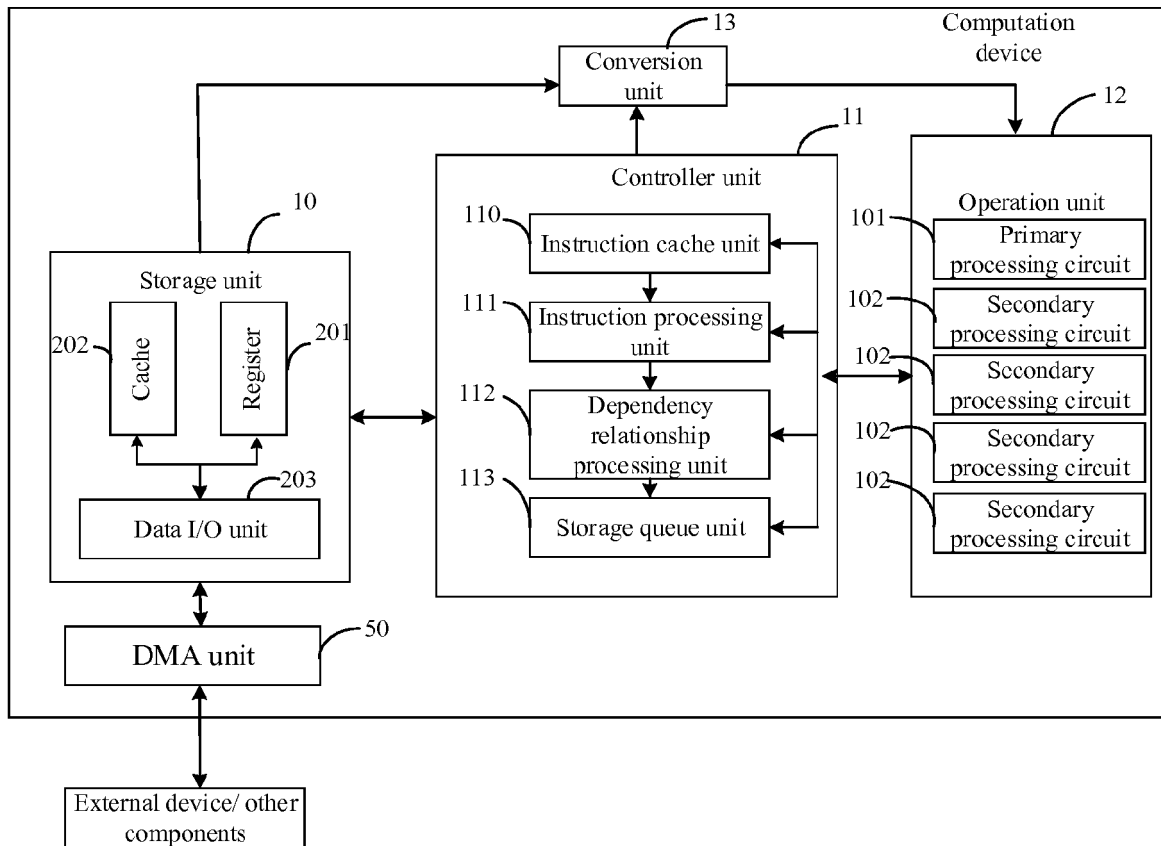 Computation
device
13
Conversion
unit
12
11
Controller unit
10
Storage unit
202
Cache
201
Register
203
Data I/O unit
110
Instruction cache unit
111
Instruction processing
unit
112
Dependency
relationship
processing unit
113
Storage queue unit
Operation unit
101
Primary
processing circuit
102
Secondary
processing circuit
102
Secondary
processing circuit
102
Secondary
processing circuit
102
Secondary
processing circuit
50
DMA unit
External device/ other
components